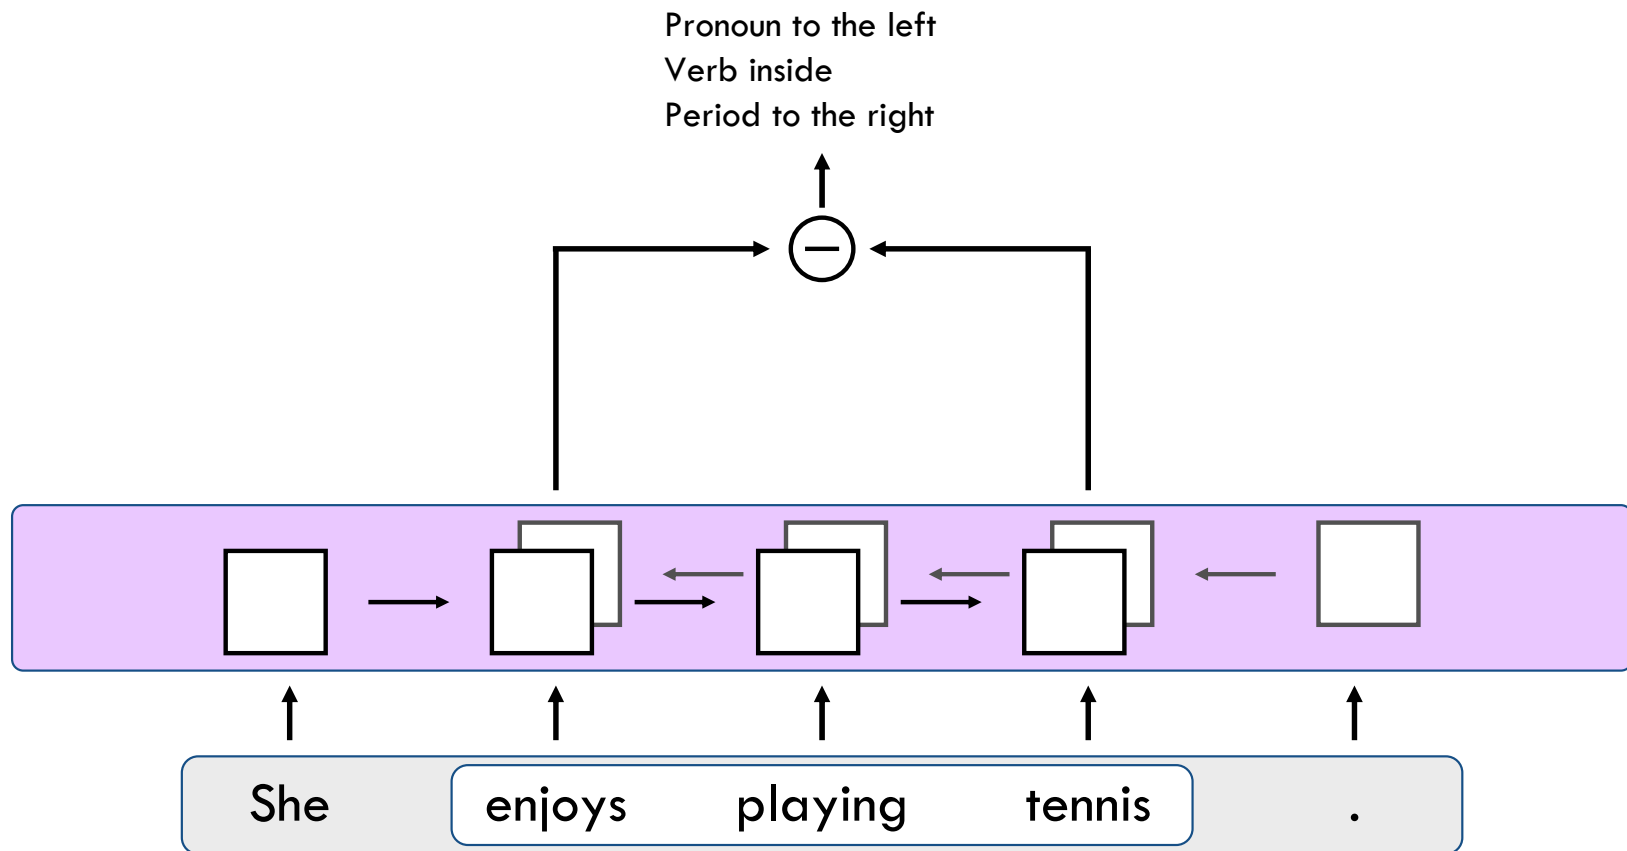 Pronoun to the left
Verb inside
Period to the right
She enjoys playing tennis .